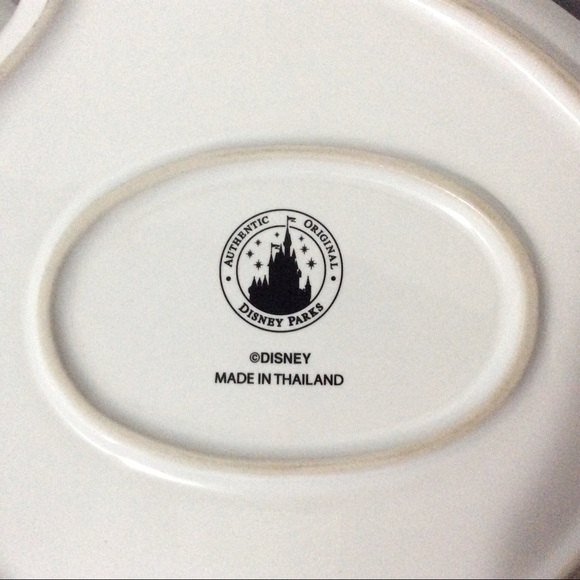 AUTHENTIC ORIGINAL
DISNEY PARKS
©DISNEY
MADE IN THAILAND